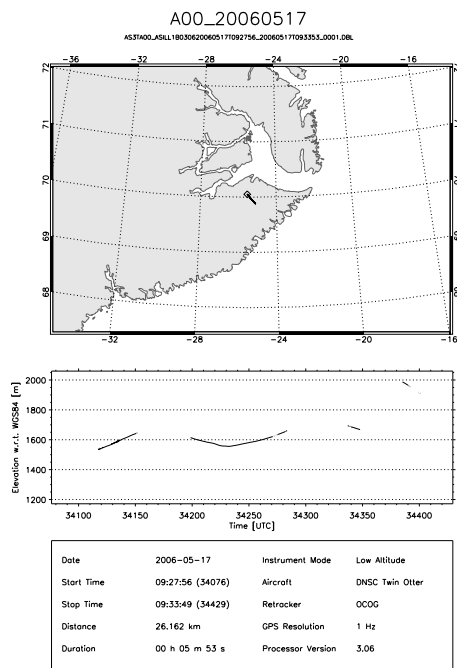 A00_20060517
AS3TA00_ASILL1B030620060517T092756_20060517T093353_0001.DBL
-36 -28 -24 -20 -16
72
71
70
69
68
-32 -28 -24 -20 -16
Elevation w.r.t. WGS84 [m]
2000
1800
1600
1400
1200
34100 34150 34200 34250 34300 34350 34400
Time [UTC]
Date 2006-05-17 Instrument Mode Low Altitude
Start Time 09:27:56 (34076) Aircraft DNSC Twin Otter
Stop Time 09:33:49 (34429) Retracker OCOG
Distance 26.162 km GPS Resolution 1 Hz
Duration 00 h 05 m 53 s Processor Version 3.06